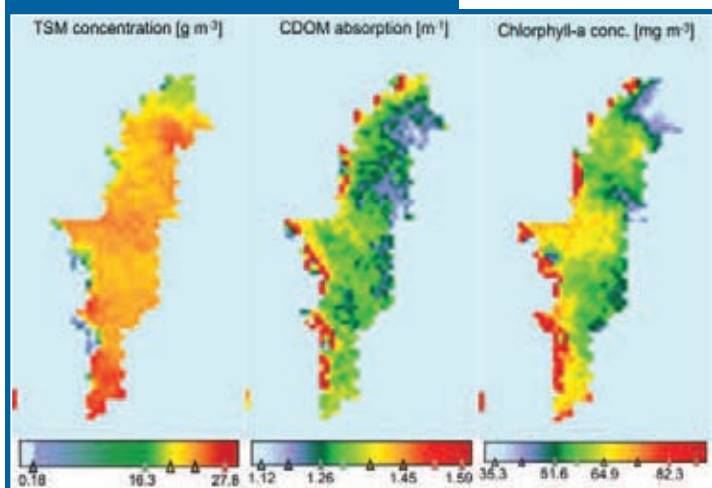 TSM concentration [g m⁻³]
CDOM absorption [m⁻¹]
Chlorphyll-a conc. [mg m⁻³]
0.18 16.3 27.8
1.12 1.26 1.45 1.59
35.3 51.6 64.9 82.3